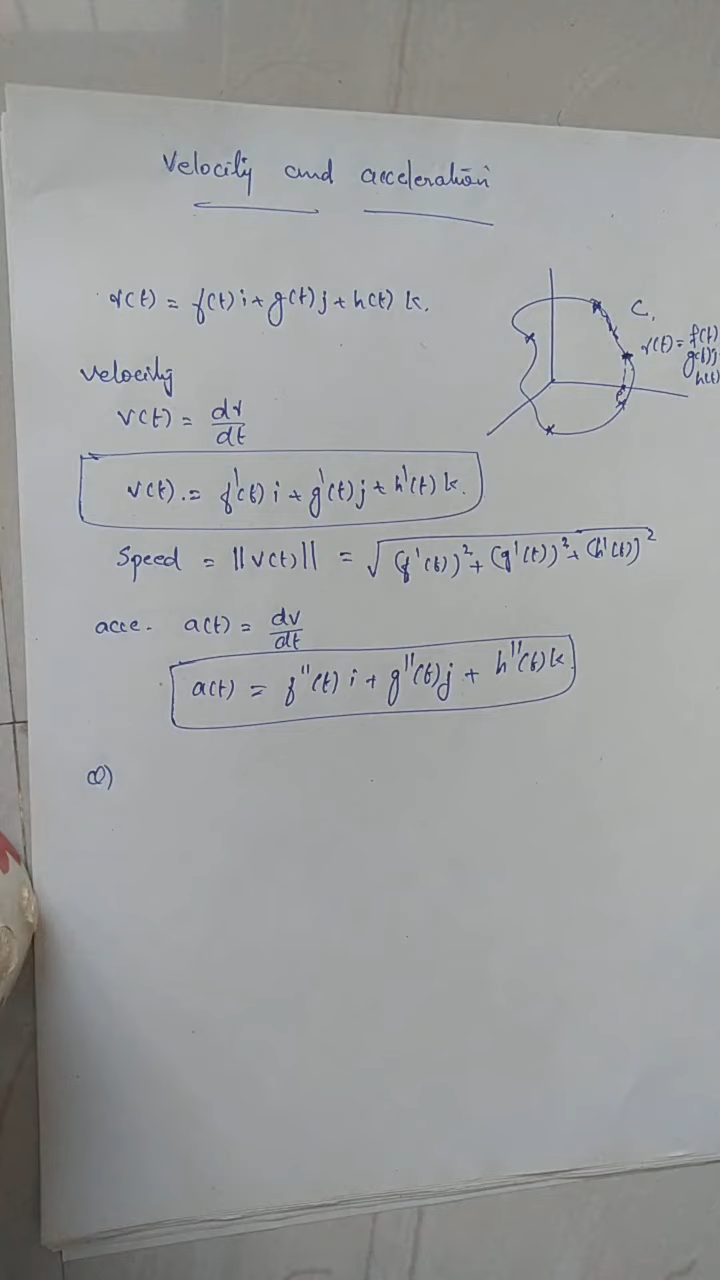 Velocity and acceleration
r(t) = f(t) i + g(t) j + h(t) k.
C,
r(t) = f(t)
g(t)j
h(t)
velocity
v(t) = dr/dt
v(t) = f'(t) i + g'(t) j + h'(t) k.
Speed = ||v(t)|| = √(f'(t))² + (g'(t))² + (h'(t))²
acce. a(t) = dv/dt
a(t) = f''(t) i + g''(t) j + h''(t) k.